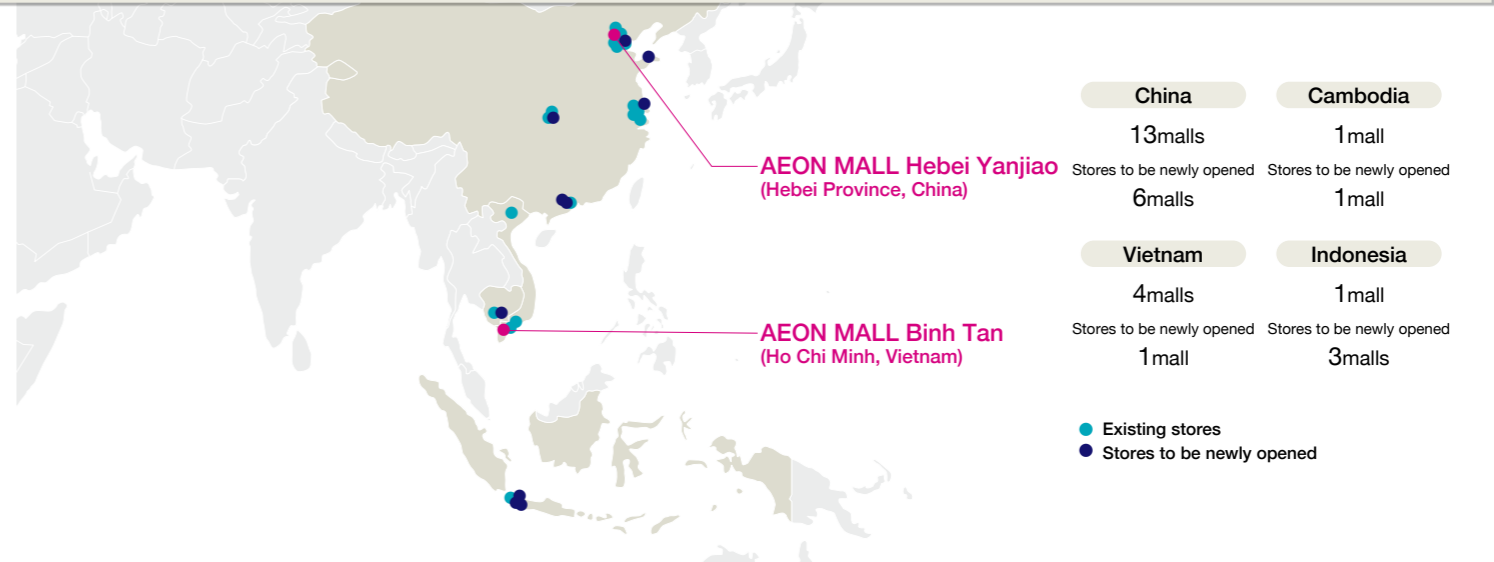 AEON MALL Hebei Yanjiao
(Hebei Province, China)
AEON MALL Binh Tan
(Ho Chi Minh, Vietnam)
China
13malls
Stores to be newly opened
6malls
Cambodia
1mall
Stores to be newly opened
1mall
Vietnam
4malls
Stores to be newly opened
1mall
Indonesia
1mall
Stores to be newly opened
3malls
Existing stores
Stores to be newly opened